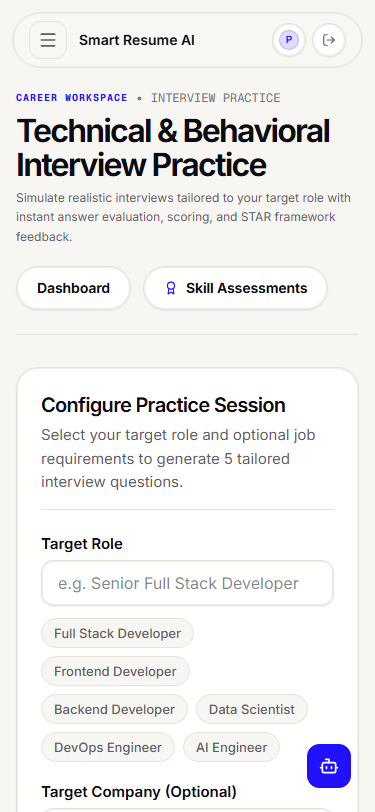 Smart Resume AI
P
CAREER WORKSPACE • INTERVIEW PRACTICE
Technical & Behavioral
Interview Practice
Simulate realistic interviews tailored to your target role with
instant answer evaluation, scoring, and STAR framework
feedback.
Dashboard
Skill Assessments
Configure Practice Session
Select your target role and optional job
requirements to generate 5 tailored
interview questions.
Target Role
e.g. Senior Full Stack Developer
Full Stack Developer
Frontend Developer
Backend Developer
Data Scientist
DevOps Engineer
AI Engineer
Target Company (Optional)